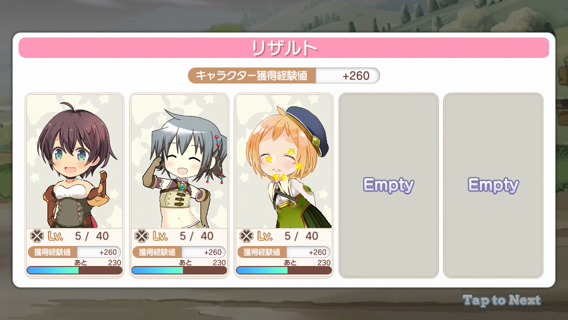 リザルト
キャラクター獲得経験値 +260
Lv. 5 / 40
獲得経験値 +260
あと 230
Lv. 5 / 40
獲得経験値 +260
あと 230
Lv. 5 / 40
獲得経験値 +260
あと 230
Empty
Empty
Tap to Next